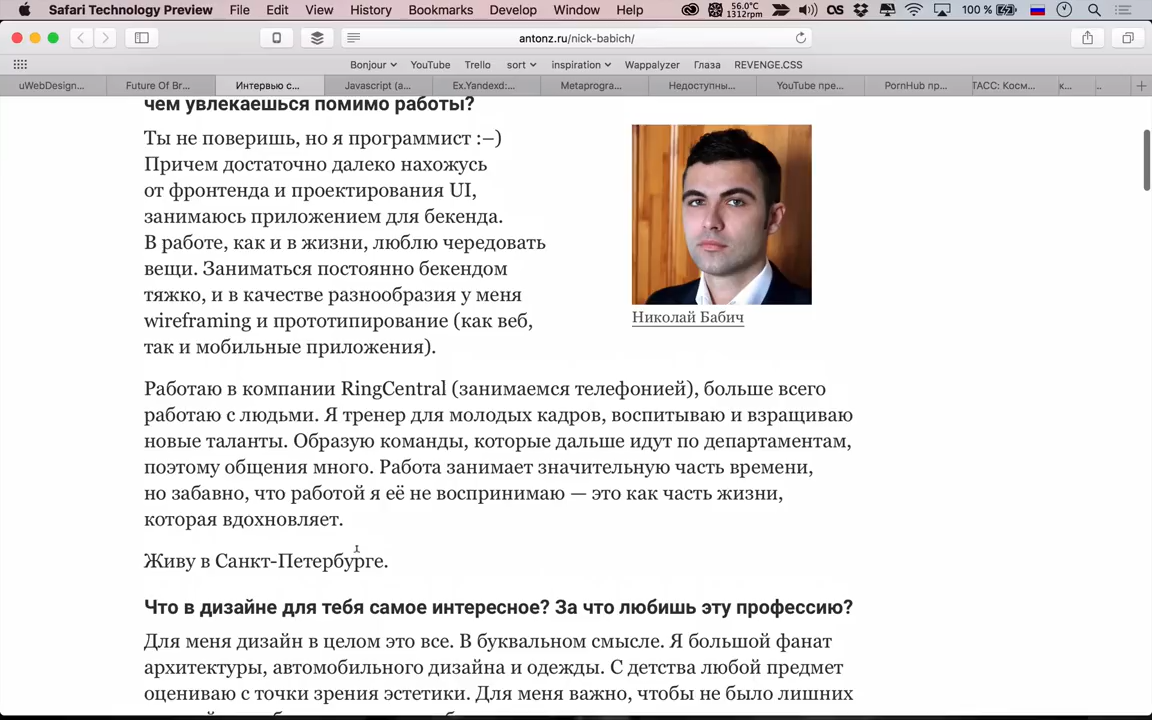 Safari Technology Preview File Edit View History Bookmarks Develop Window Help 56.0°C 1312rpm 100 %
antonz.ru/nick-babich/
Bonjour YouTube Trello sort inspiration Wappalyzer Глаза REVENGE.CSS
uWebDesign... Future Of Br... Интервью с... Javascript (a... Ex.Yandexd:... Metaprogra... Недоступны... YouTube пре... PornHub пр... ТАСС: Косм... к... ..
чем увлекаешься помимо работы?
Ты не поверишь, но я программист :–)
Причем достаточно далеко нахожусь
от фронтенда и проектирования UI,
занимаюсь приложением для бекенда.
В работе, как и в жизни, люблю чередовать
вещи. Заниматься постоянно бекендом
тяжко, и в качестве разнообразия у меня
wireframing и прототипирование (как веб,
так и мобильные приложения).
Николай Бабич
Работаю в компании RingCentral (занимаемся телефонией), больше всего
работаю с людьми. Я тренер для молодых кадров, воспитываю и взращиваю
новые таланты. Образую команды, которые дальше идут по департаментам,
поэтому общения много. Работа занимает значительную часть времени,
но забавно, что работой я её не воспринимаю — это как часть жизни,
которая вдохновляет.
Живу в Санкт-Петербурге.
Что в дизайне для тебя самое интересное? За что любишь эту профессию?
Для меня дизайн в целом это все. В буквальном смысле. Я большой фанат
архитектуры, автомобильного дизайна и одежды. С детства любой предмет
оцениваю с точки зрения эстетики. Для меня важно, чтобы не было лишних